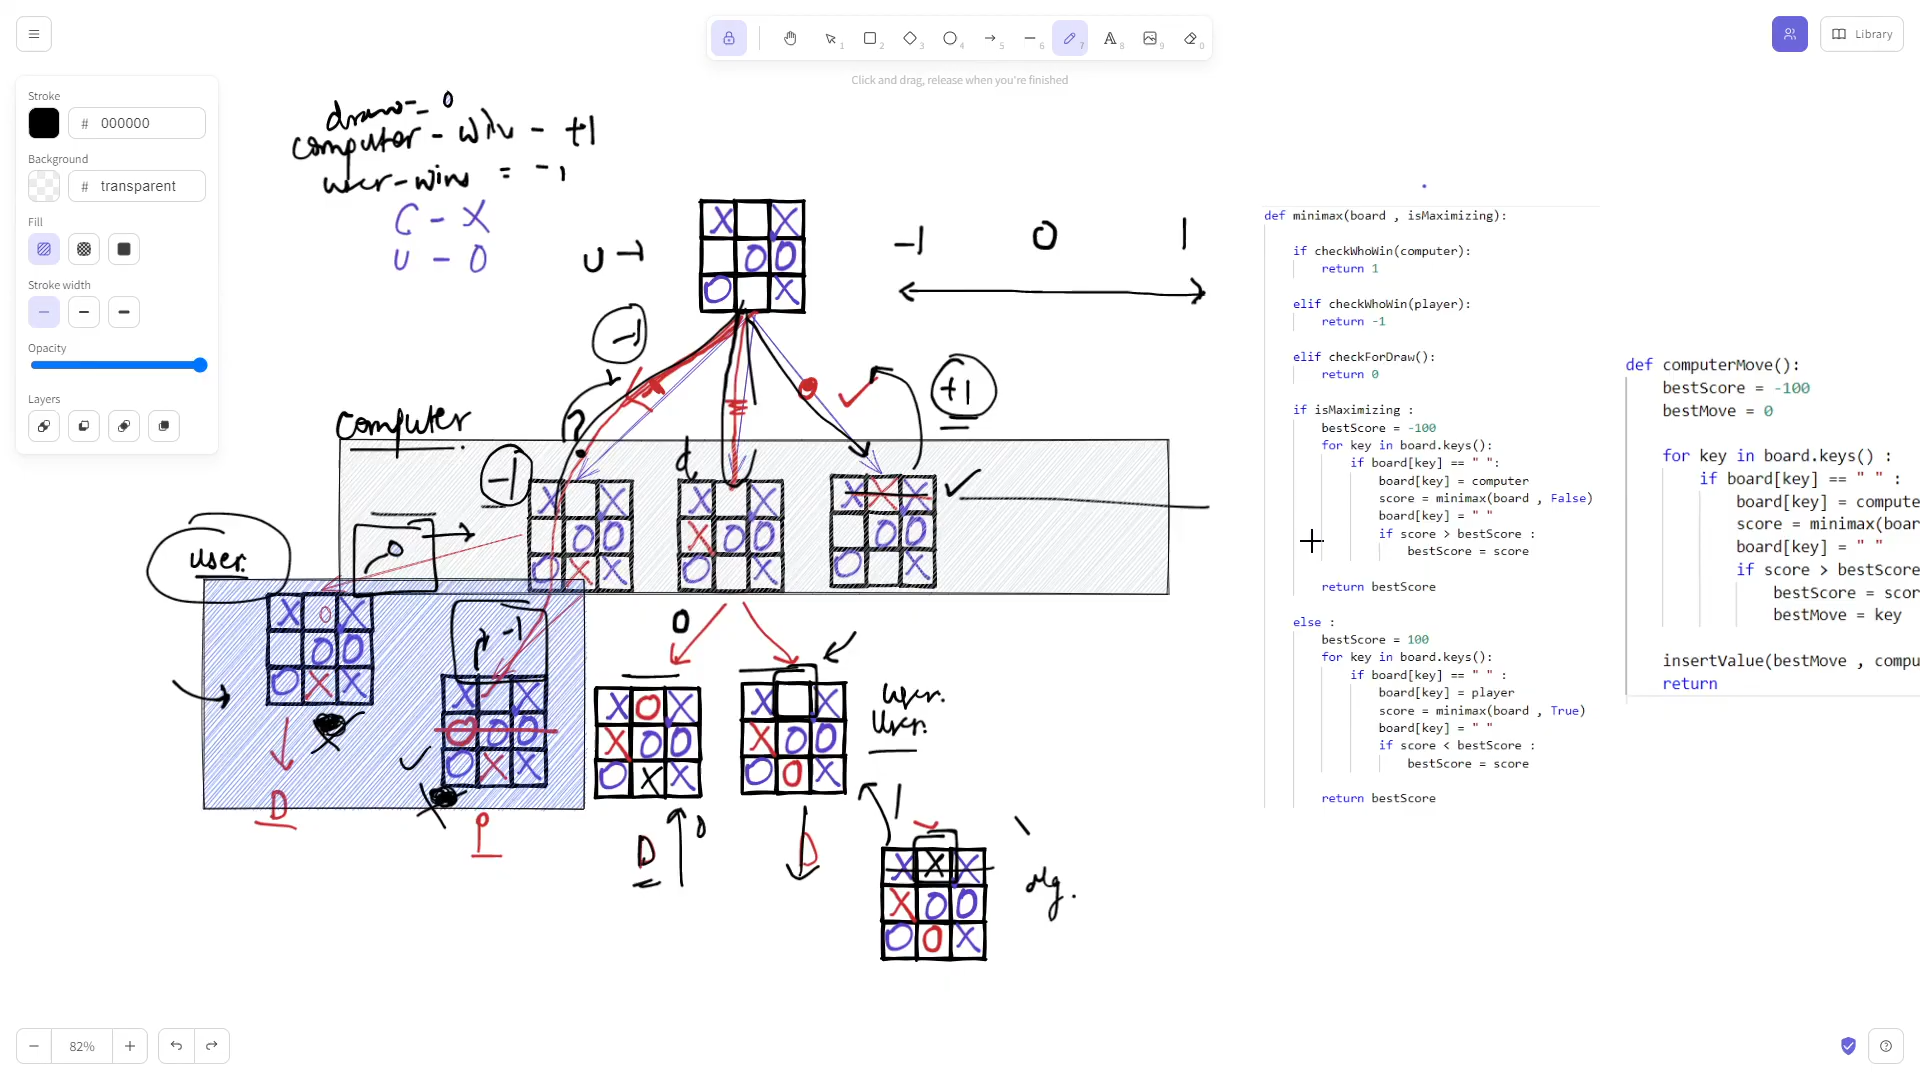 Library
Click and drag, release when you're finished
Stroke
# 000000
Background
# transparent
Fill
Stroke width
Opacity
Layers
draw = 0
computer - win - +1
user - win = -1
C - X
U - O
-1 0 1
-1
+1
computer
?
d
-1
user
0
-1
0
D
P
user.
User.
D
0
D
1
X X
O O
O X
X X
O O
O X X
X X
X O O
O X
X X X
O O
O X
X O X
O O
O X X
X X
O O O
O X X
X O X
X O O
O X X
X X
X O O
O O X
X X X
X O O
O O X
def minimax(board , isMaximizing):
if checkWhoWin(computer):
return 1
elif checkWhoWin(player):
return -1
elif checkForDraw():
return 0
if isMaximizing :
bestScore = -100
for key in board.keys():
if board[key] == " ":
board[key] = computer
score = minimax(board , False)
board[key] = " "
if score > bestScore :
bestScore = score
return bestScore
else :
bestScore = 100
for key in board.keys():
if board[key] == " " :
board[key] = player
score = minimax(board , True)
board[key] = " "
if score < bestScore :
bestScore = score
return bestScore
def computerMove():
bestScore = -100
bestMove = 0
for key in board.keys() :
if board[key] == " " :
board[key] = compute
score = minimax(boar
board[key] = " "
if score > bestScore
bestScore = scor
bestMove = key
insertValue(bestMove , compu
return
82%